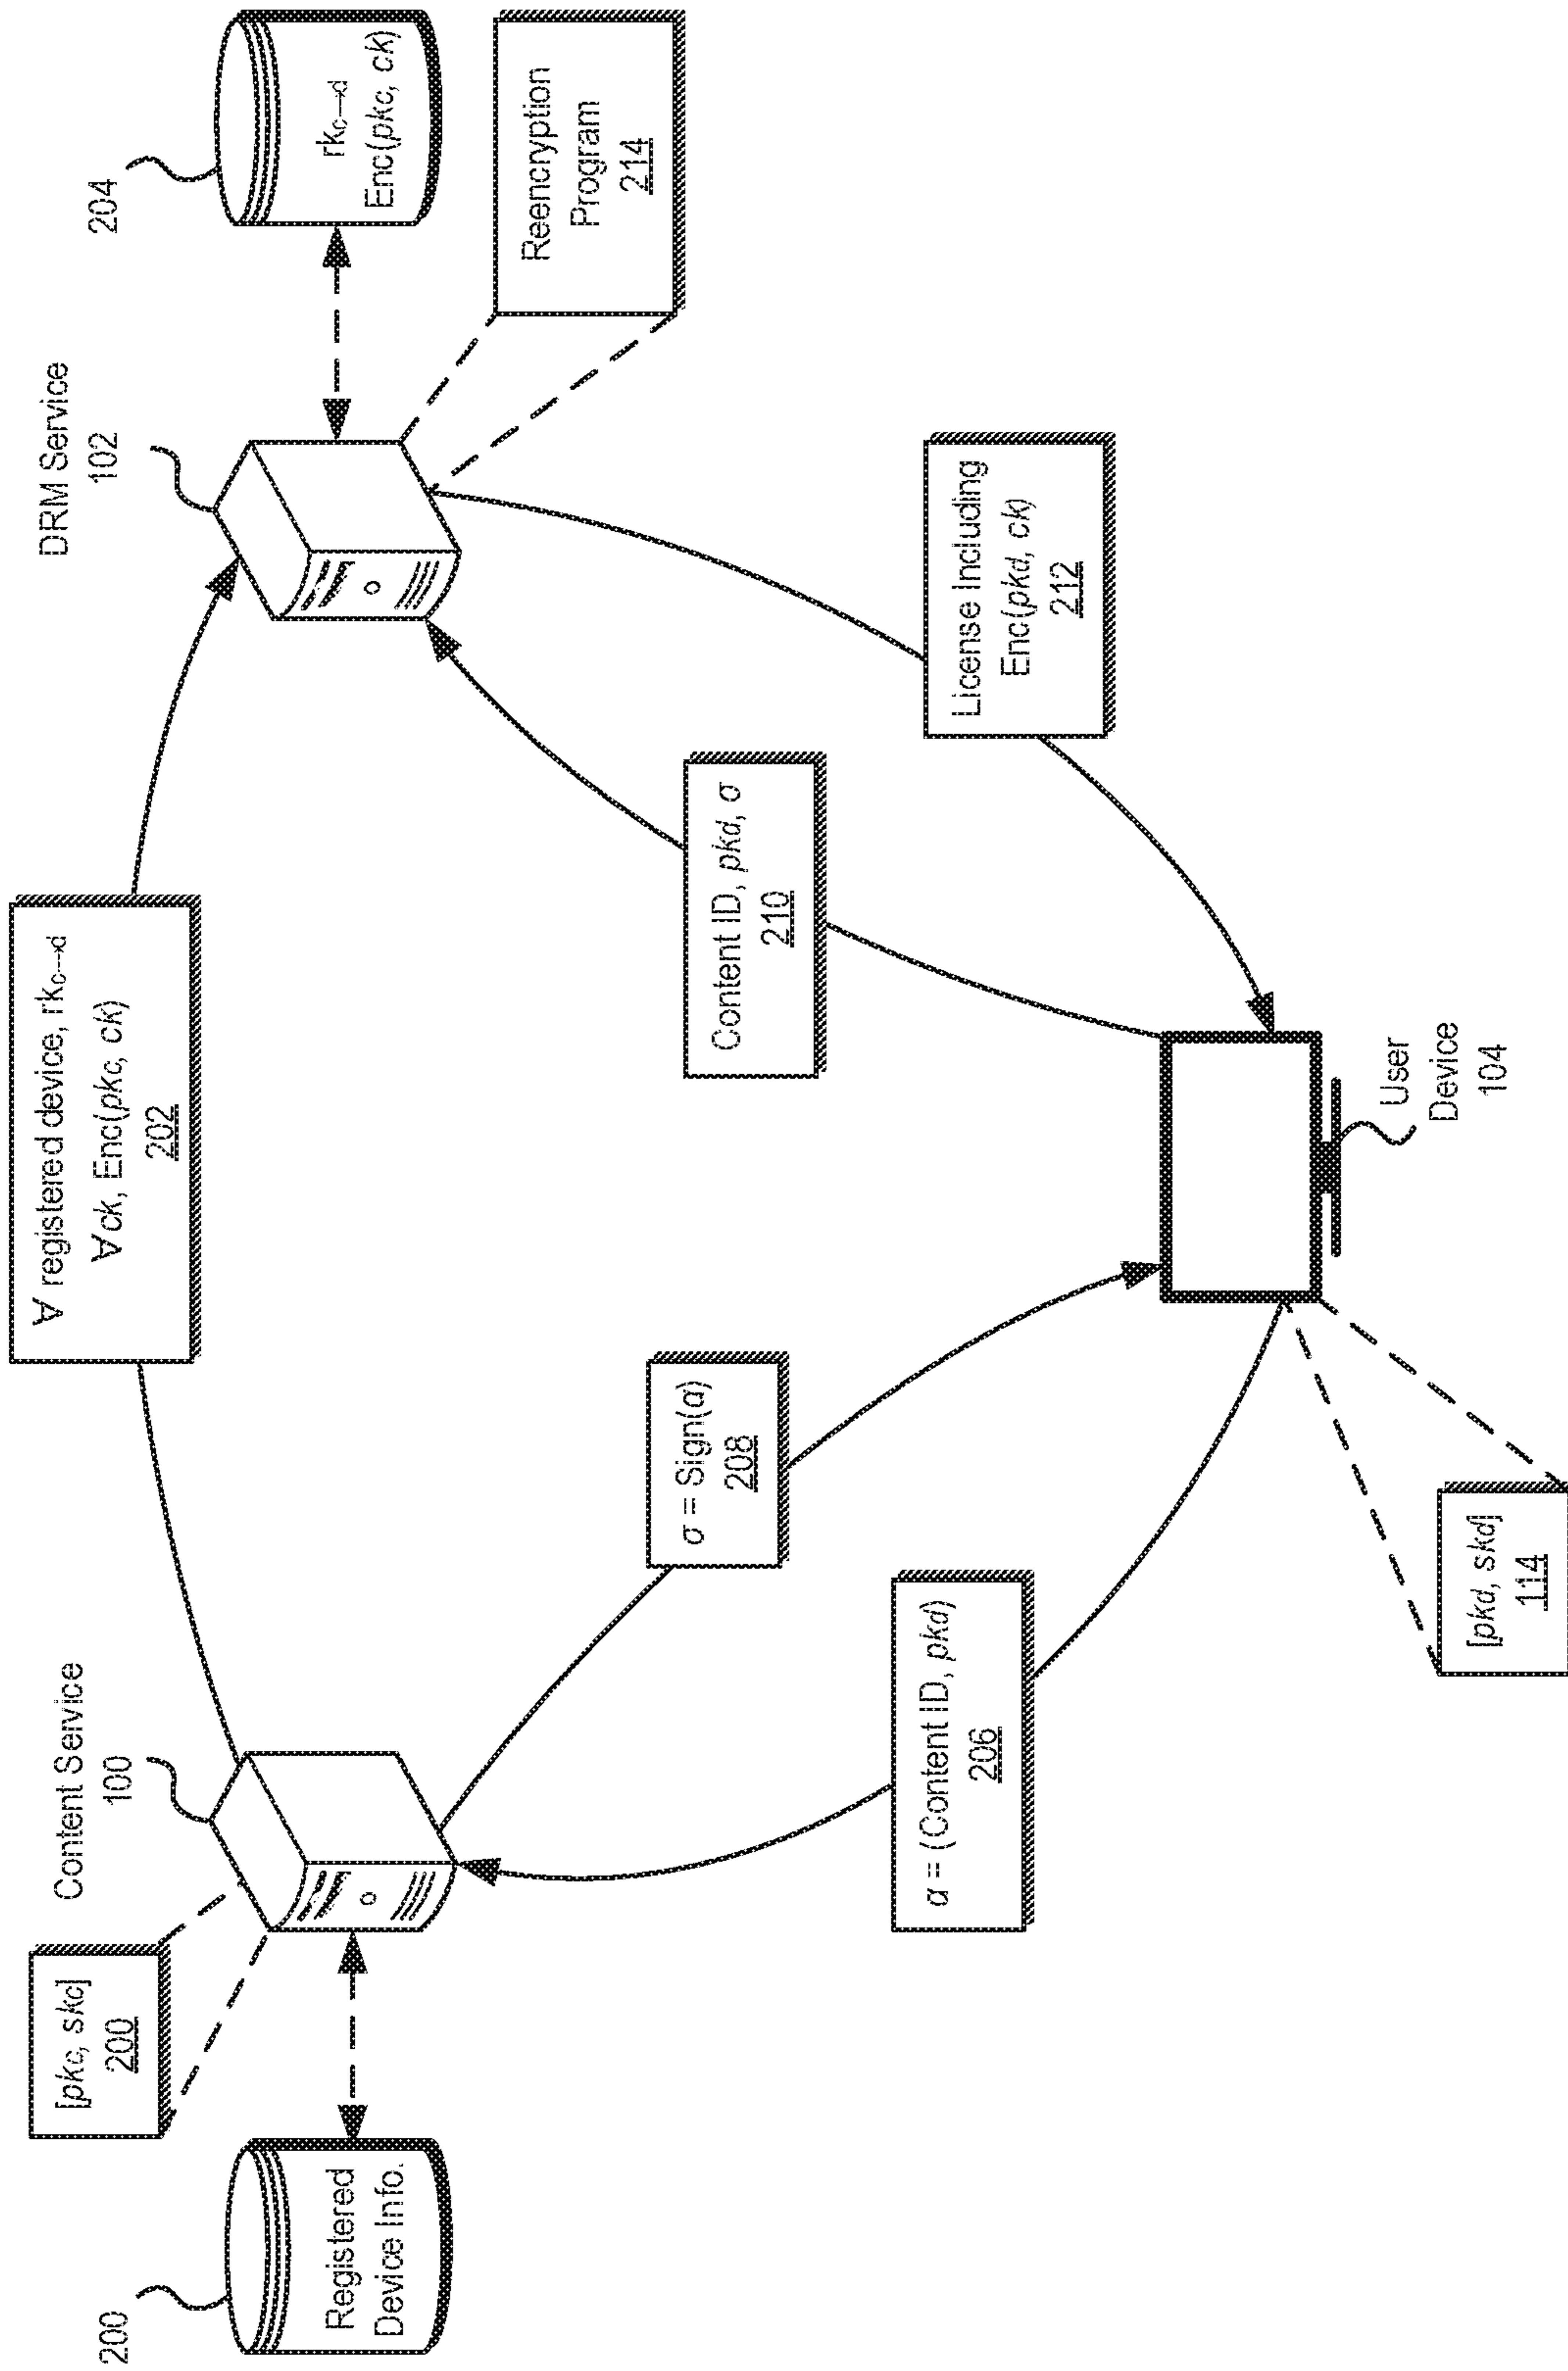 200
Registered
Device Info.
[pkc, skc]
200
Content Service
100
∀ registered device, rkc→d
∀ck, Enc(pkc, ck)
202
DRM Service
102
204
rkc→d
Enc(pkc, ck)
Reencryption
Program
214
α = (Content ID, pkd)
206
σ = Sign(α)
208
Content ID, pkd, σ
210
License Including
Enc(pkd, ck)
212
[pkd, skd]
114
User
Device
104